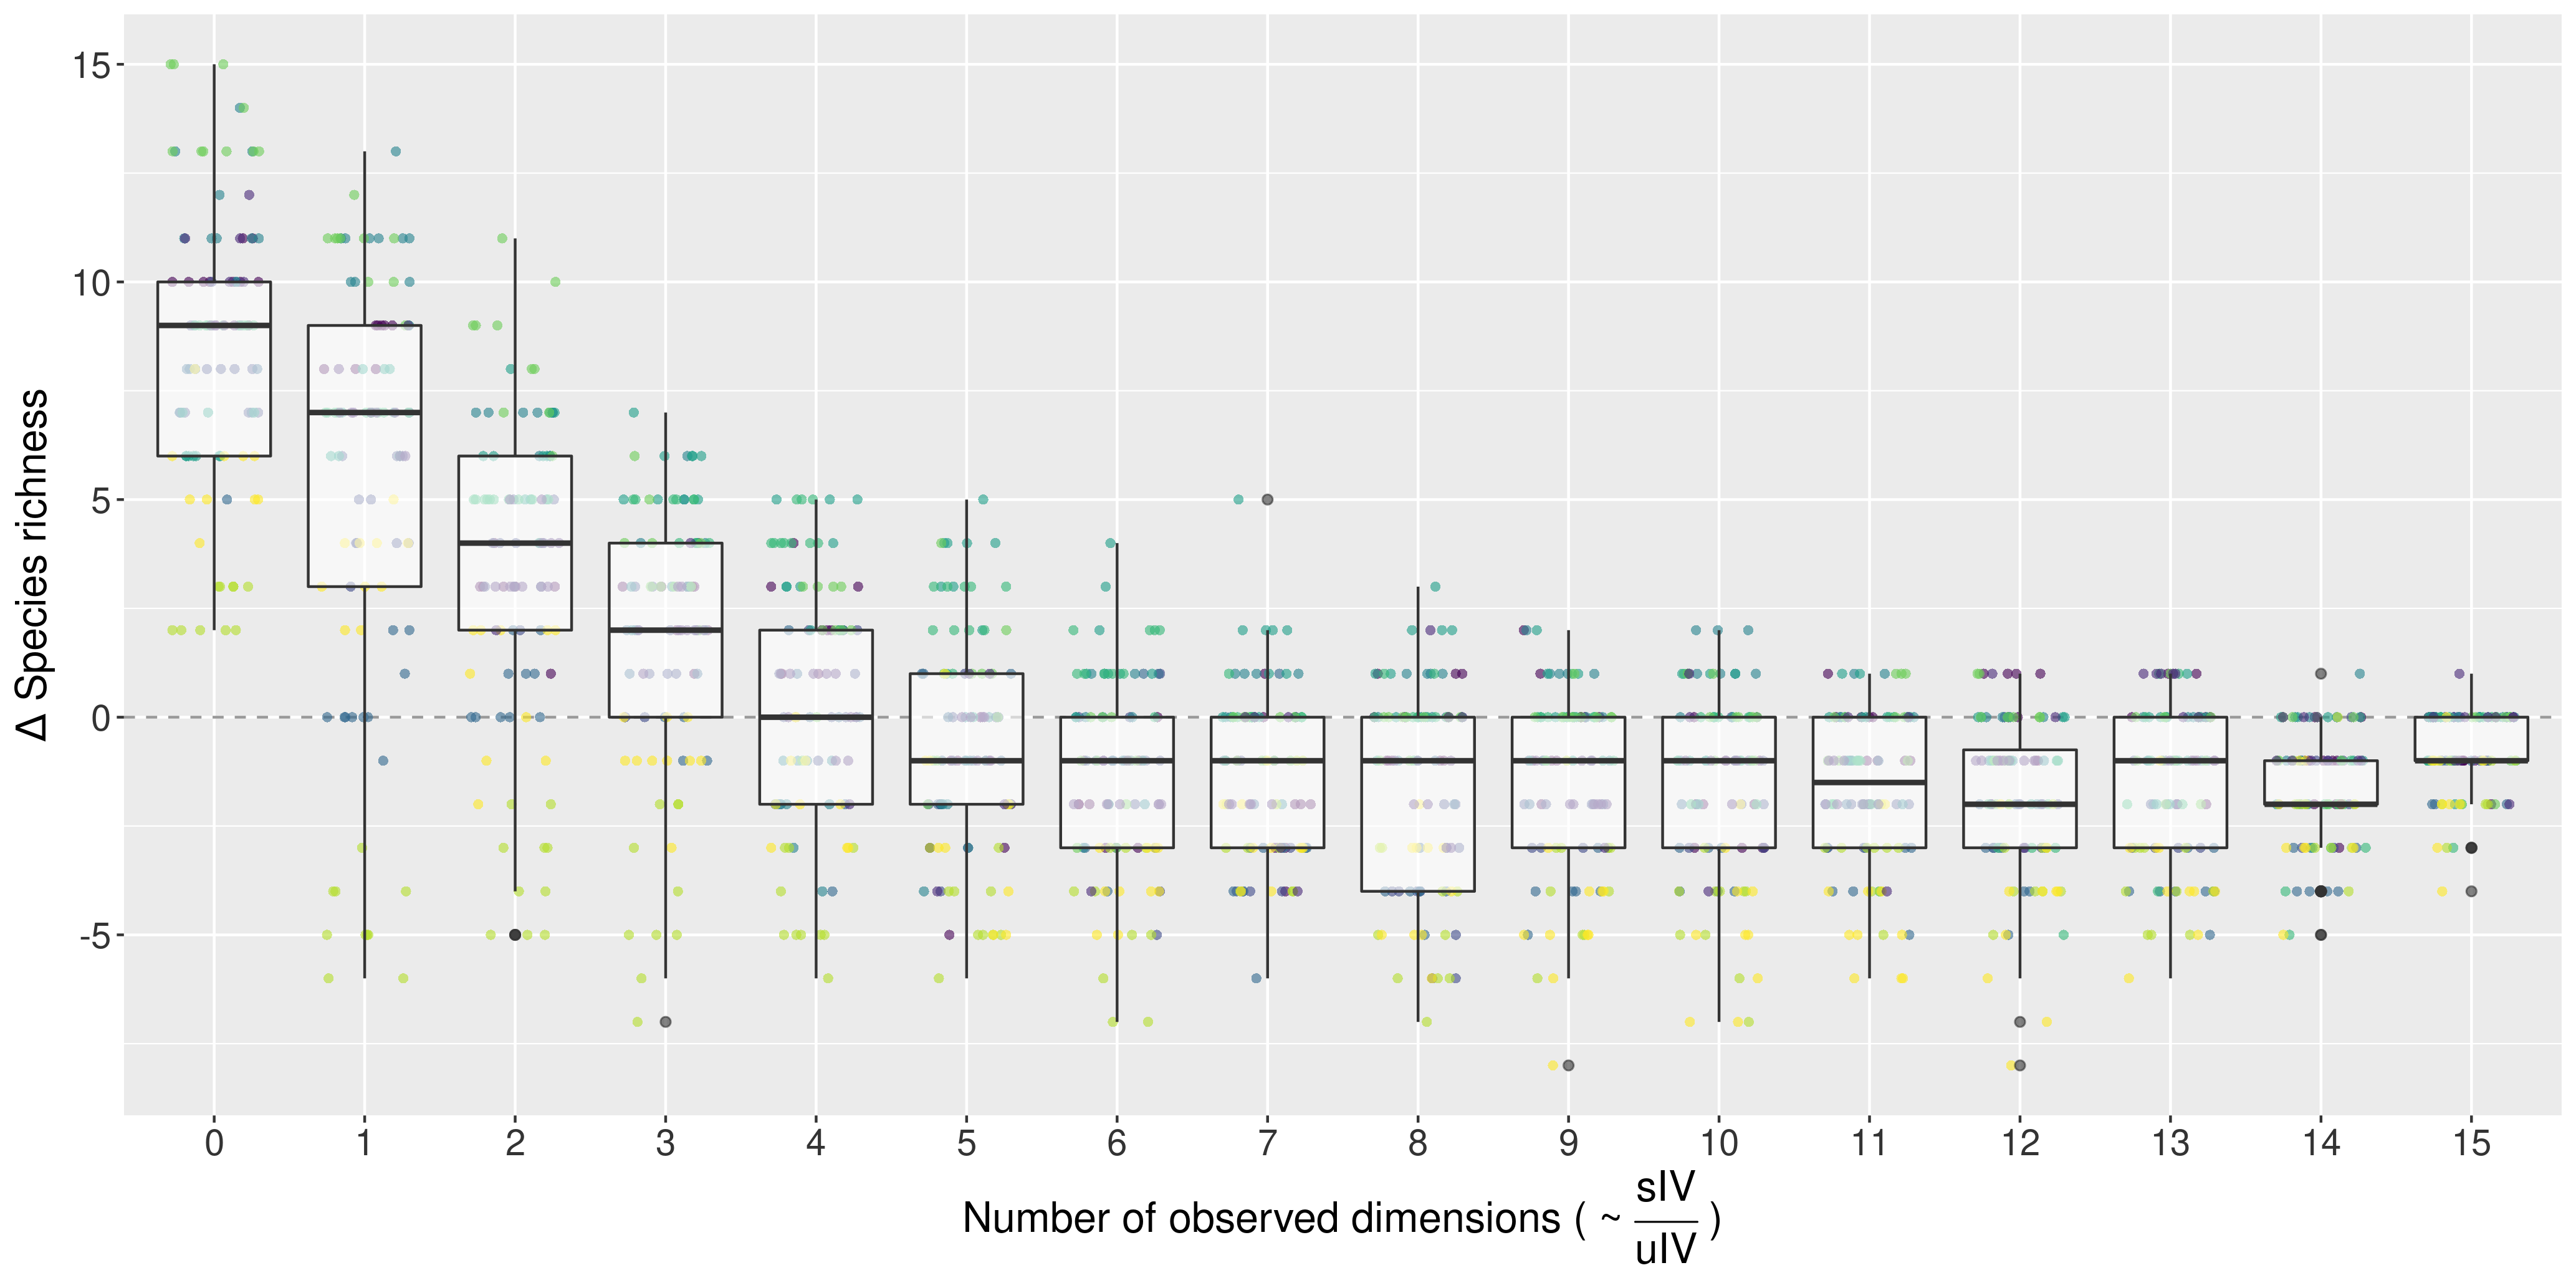 15
10
5
0
-5
Δ Species richness
0 1 2 3 4 5 6 7 8 9 10 11 12 13 14 15
Number of observed dimensions ( ~ sIV / uIV )